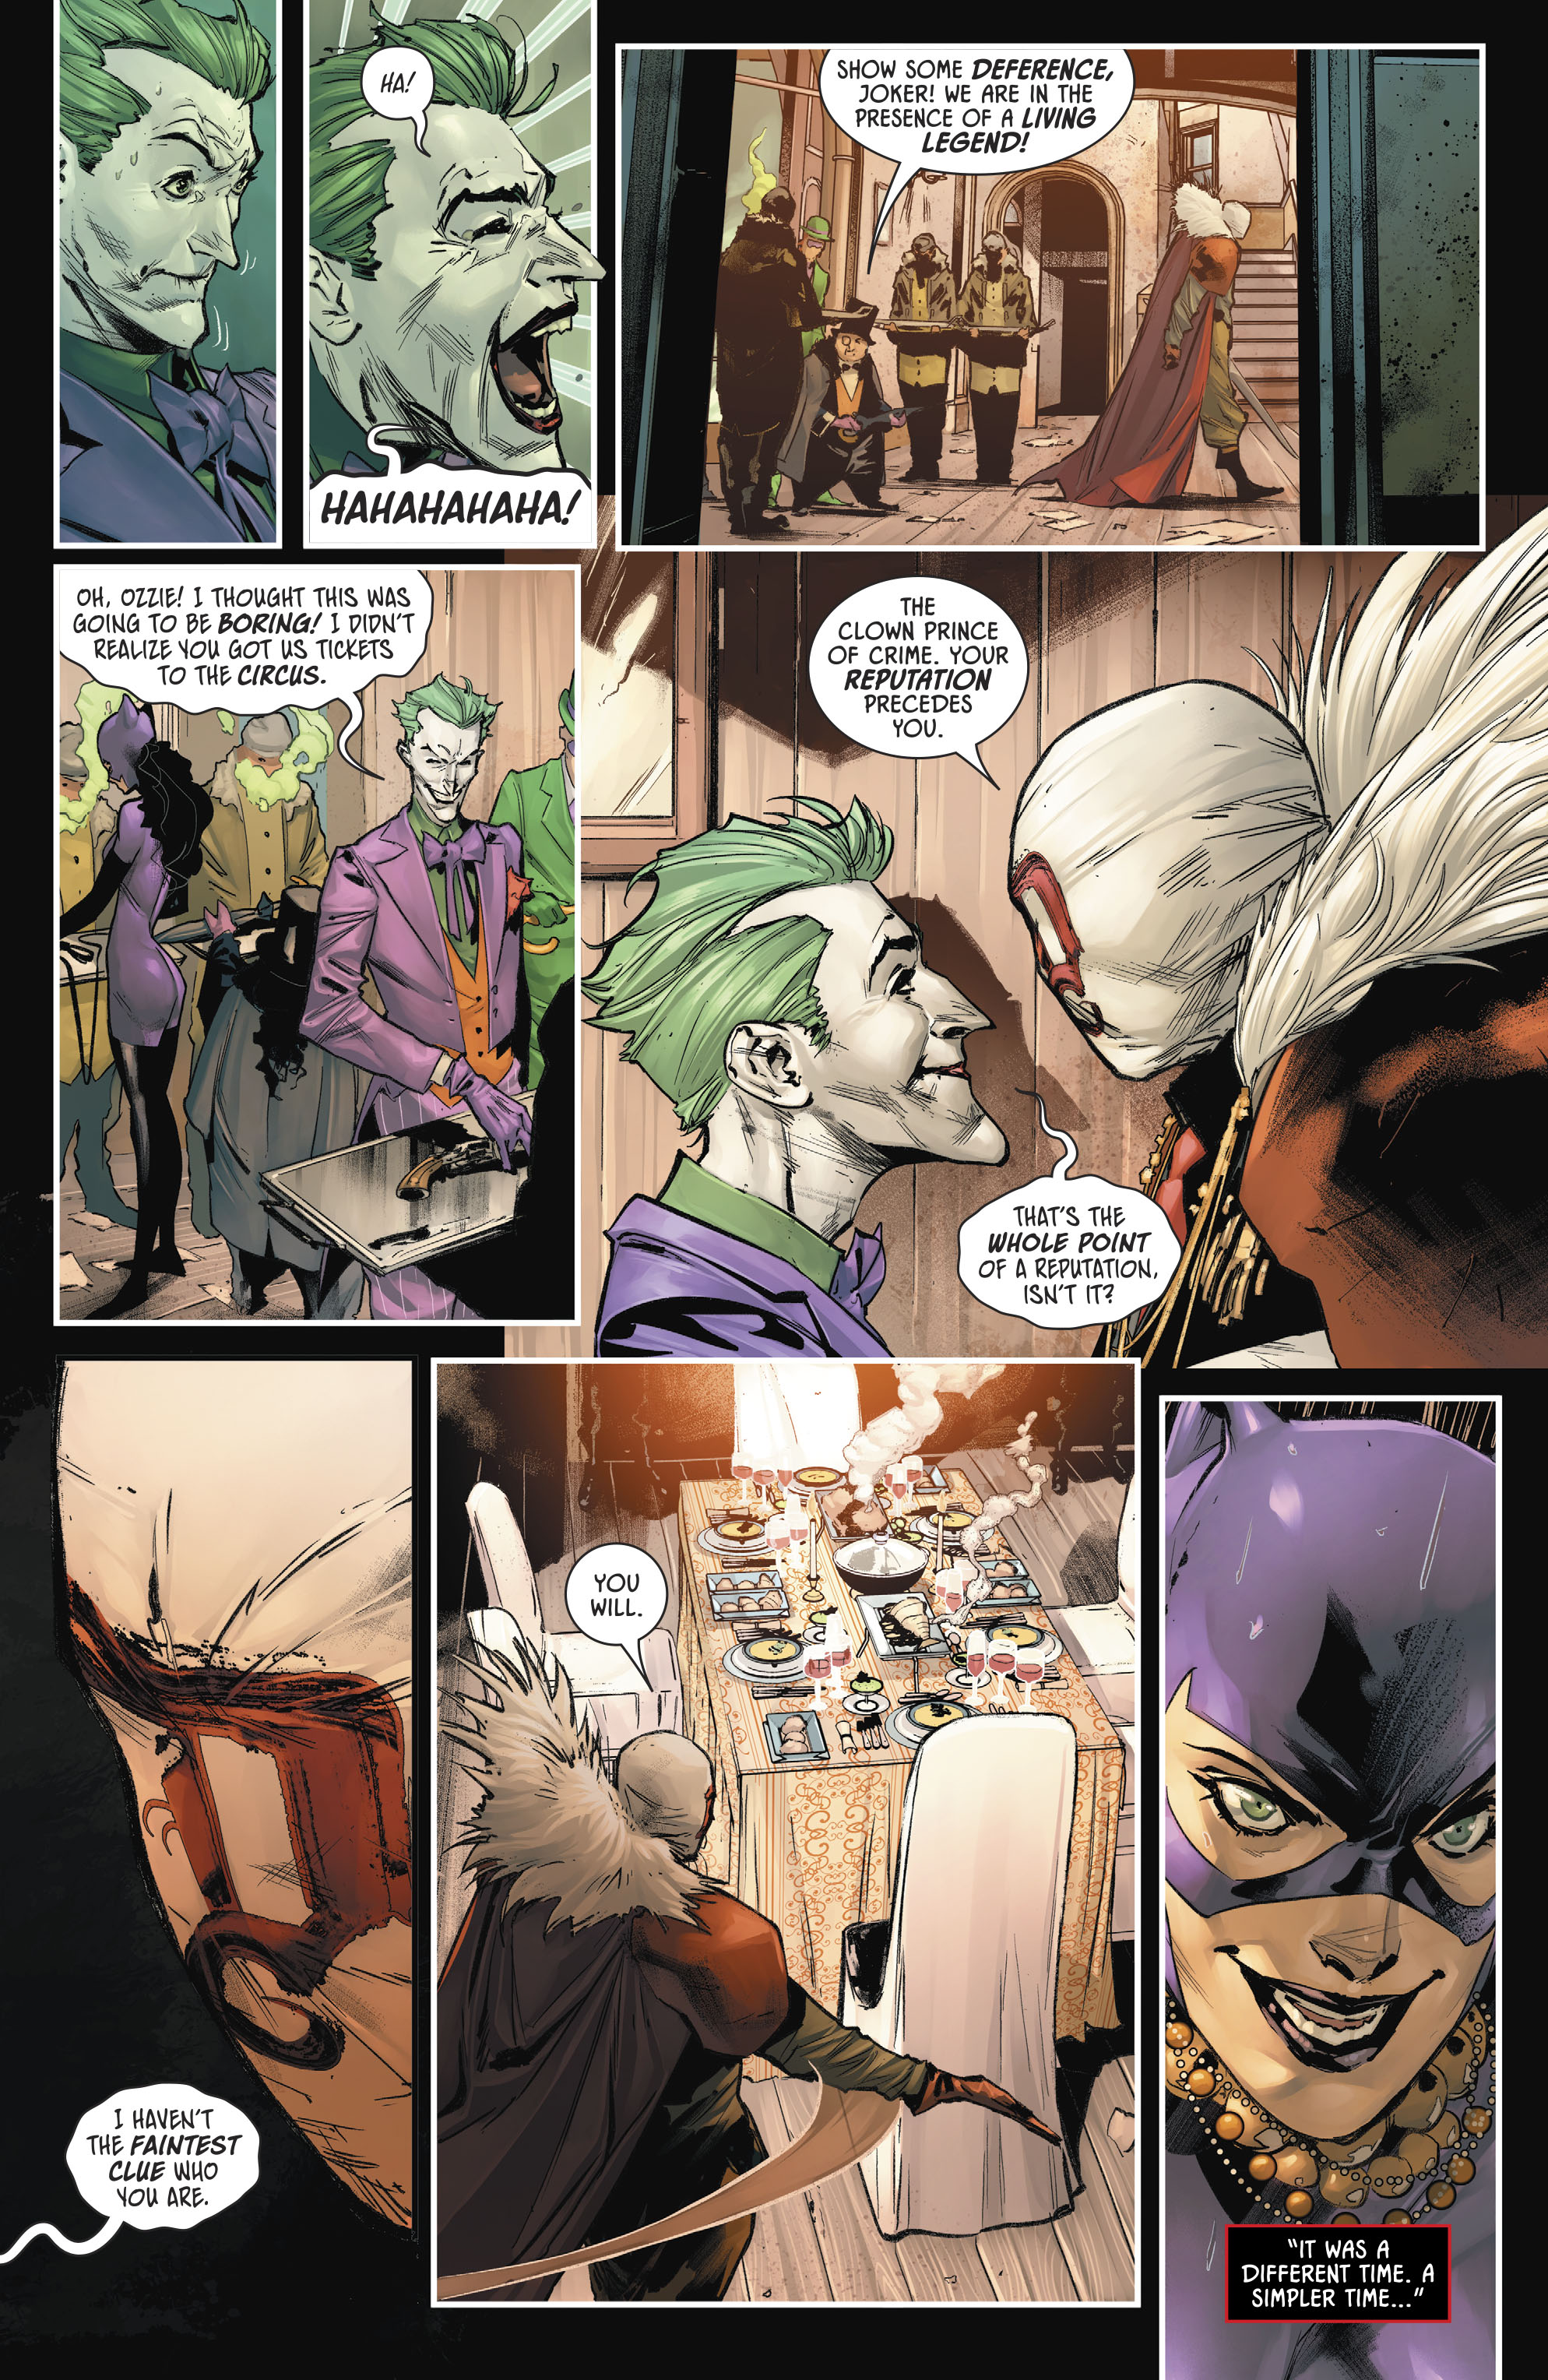 HA!
HAHAHAHAHA!
SHOW SOME DEFERENCE,
JOKER! WE ARE IN THE
PRESENCE OF A LIVING
LEGEND!
OH, OZZIE! I THOUGHT THIS WAS
GOING TO BE BORING! I DIDN'T
REALIZE YOU GOT US TICKETS
TO THE CIRCUS.
THE
CLOWN PRINCE
OF CRIME. YOUR
REPUTATION
PRECEDES
YOU.
THAT'S THE
WHOLE POINT
OF A REPUTATION,
ISN'T IT?
I HAVEN'T
THE FAINTEST
CLUE WHO
YOU ARE.
YOU
WILL.
"IT WAS A
DIFFERENT TIME. A
SIMPLER TIME..."